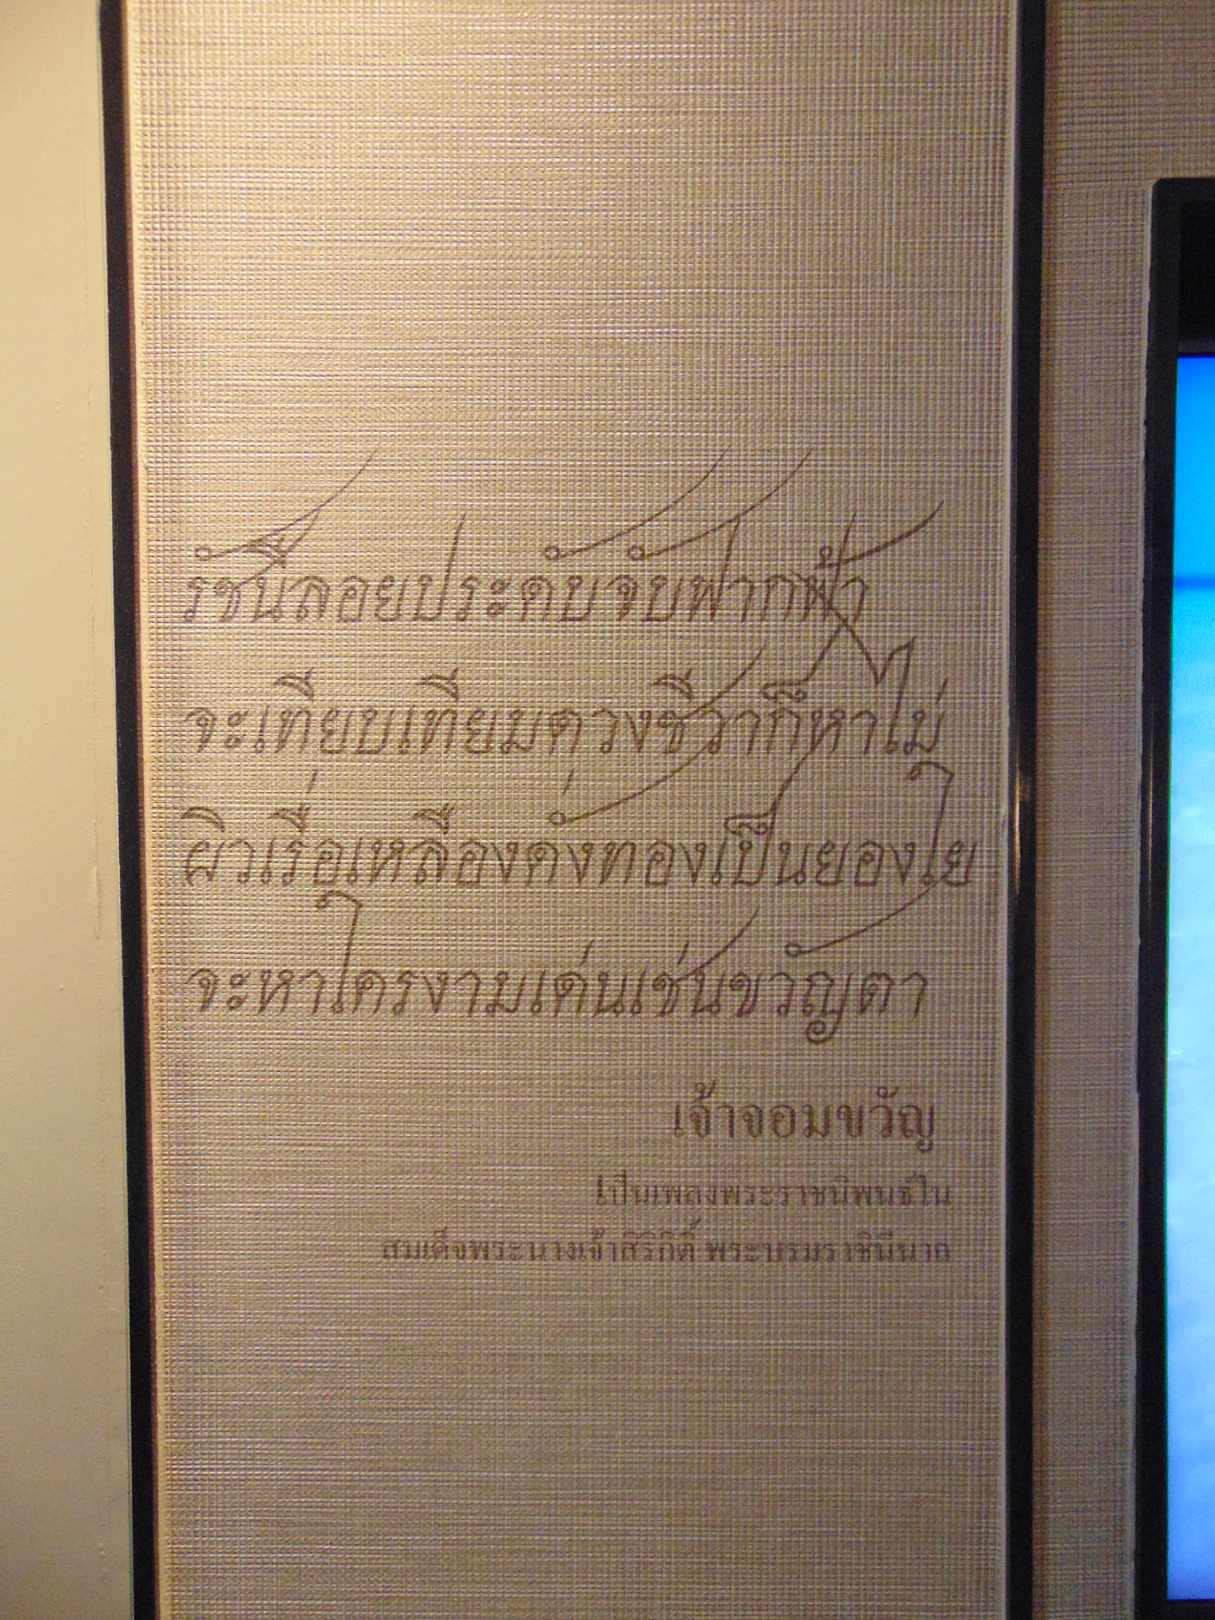 รัชนีลอยประดับจับฟากฟ้า
จะเทียบเทียมดวงชีวาก็หาไม่
ผิวเรื่อเหลืองดั่งทองเป็นยองใย
จะหาใครงามเด่นเช่นขวัญตา
เจ้าจอมขวัญ
เป็นเพลงพระราชนิพนธ์ใน
สมเด็จพระนางเจ้าสิริกิติ์ พระบรมราชินีนาถ